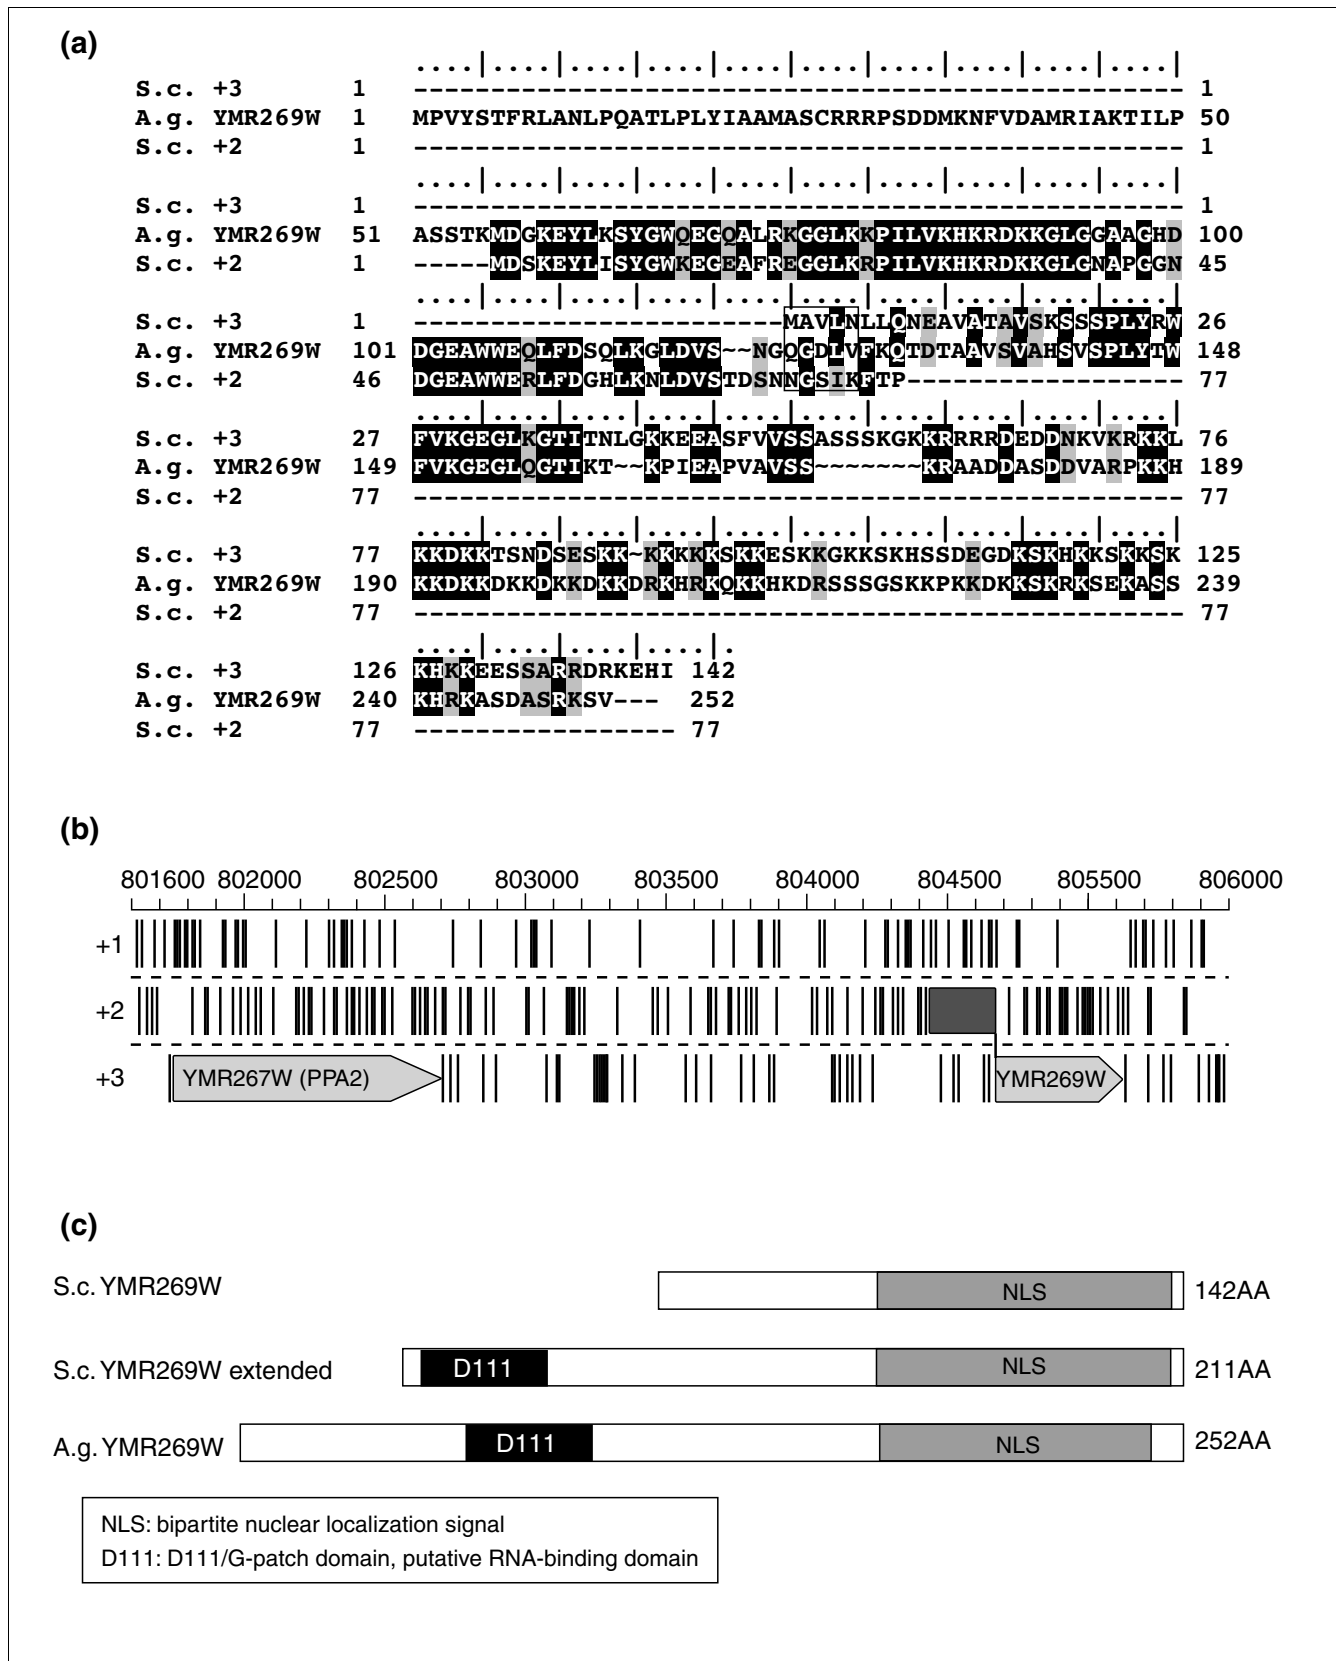 (a)
....|....|....|....|....|....|....|....|....|....|
S.c. +3 1 -------------------------------------------------- 1
A.g. YMR269W 1 MPVYSTFRLANLPQATLPLYIAAMASCRRRPSDDMKNFVDAMRIAKTILP 50
S.c. +2 1 -------------------------------------------------- 1
....|....|....|....|....|....|....|....|....|....|
S.c. +3 1 -------------------------------------------------- 1
A.g. YMR269W 51 ASSTKMDGKEYLKSYGWQEGQALRKGGLKKPILVKHKRDKKGLGGAAGHD 100
S.c. +2 1 -----MDSKEYLISYGWKEGEAFREGGLKRPILVKHKRDKKGLGNAPGGN 45
....|....|....|....|....|....|....|....|....|....|
S.c. +3 1 ------------------------MAVLNLLQNEAVATAVSKSSSPLYRW 26
A.g. YMR269W 101 DGEAWWEQLFDSQLKGLDVS~~NGQGDLVFKQTDTAAVSVAHSVSPLYTW 148
S.c. +2 46 DGEAWWERLFDGHLKNLDVSTDSNNGSIKFTP------------------ 77
....|....|....|....|....|....|....|....|....|....|
S.c. +3 27 FVKGEGLKGTITNLGKKEEASFVVSSASSSKGKKRRRRDEDDNKVKRKKL 76
A.g. YMR269W 149 FVKGEGLQGTIKT~~KPIEAPVAVSS~~~~~~~KRAADDASDDVARPKKH 189
S.c. +2 77 -------------------------------------------------- 77
....|....|....|....|....|....|....|....|....|....|
S.c. +3 77 KKDKKTSNDSESKK~KKKKKSKKESKKGKKSKHSSDEGDKSKHKKSKKSK 125
A.g. YMR269W 190 KKDKKDKKDKKDKKDRKHRKQKKHKDRSSSGSKKPKKDKKSKRKSEKASS 239
S.c. +2 77 -------------------------------------------------- 77
....|....|....|....|.
S.c. +3 126 KHKKEESSARRDRKEHI 142
A.g. YMR269W 240 KHRKASDASRKSV--- 252
S.c. +2 77 ----------------- 77
(b)
801600 802000 802500 803000 803500 804000 804500 805500 806000
+1
+2
+3 YMR267W (PPA2) YMR269W
(c)
S.c. YMR269W NLS 142AA
S.c. YMR269W extended D111 NLS 211AA
A.g. YMR269W D111 NLS 252AA
NLS: bipartite nuclear localization signal
D111: D111/G-patch domain, putative RNA-binding domain